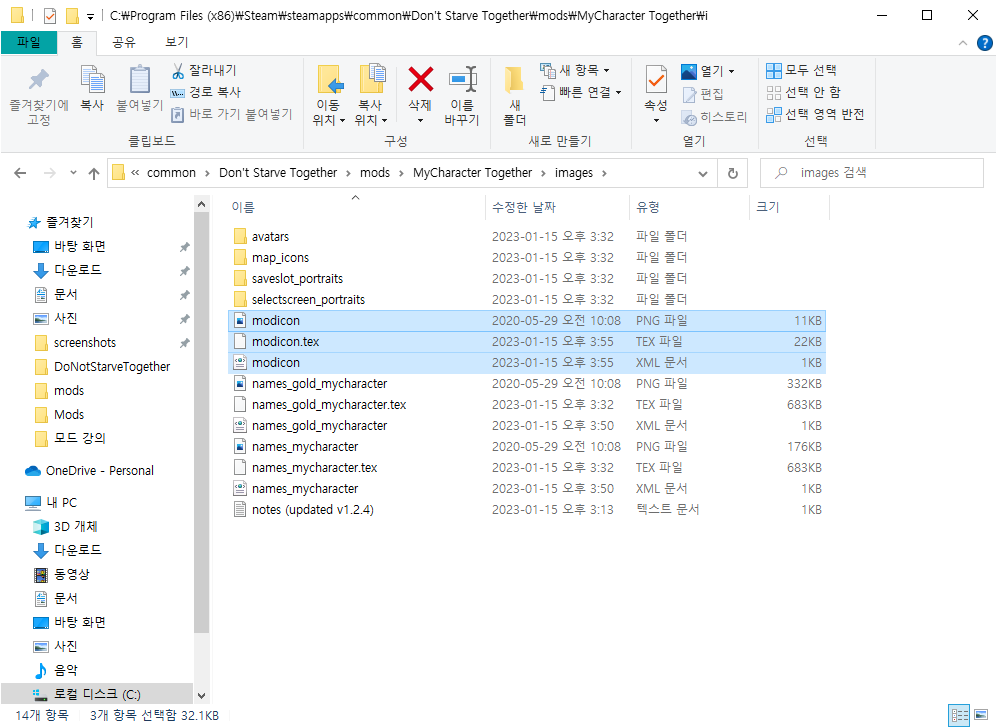 C:₩Program Files (x86)₩Steam₩steamapps₩common₩Don't Starve Together₩mods₩MyCharacter Together₩i
파일 홈 공유 보기
즐겨찾기에 고정
복사
붙여넣기
잘라내기
경로 복사
바로 가기 붙여넣기
클립보드
이동 위치
복사 위치
삭제
이름 바꾸기
구성
새 폴더
새 항목
빠른 연결
새로 만들기
속성
열기
편집
히스토리
열기
모두 선택
선택 안 함
선택 영역 반전
선택
« common › Don't Starve Together › mods › MyCharacter Together › images ›
images 검색
즐겨찾기
바탕 화면
다운로드
문서
사진
screenshots
DoNotStarveTogether
mods
Mods
모드 강의
OneDrive - Personal
내 PC
3D 개체
다운로드
동영상
문서
바탕 화면
사진
음악
로컬 디스크 (C:)
이름 수정한 날짜 유형 크기
avatars 2023-01-15 오후 3:32 파일 폴더
map_icons 2023-01-15 오후 3:32 파일 폴더
saveslot_portraits 2023-01-15 오후 3:32 파일 폴더
selectscreen_portraits 2023-01-15 오후 3:32 파일 폴더
modicon 2020-05-29 오전 10:08 PNG 파일 11KB
modicon.tex 2023-01-15 오후 3:55 TEX 파일 22KB
modicon 2023-01-15 오후 3:55 XML 문서 1KB
names_gold_mycharacter 2020-05-29 오전 10:08 PNG 파일 332KB
names_gold_mycharacter.tex 2023-01-15 오후 3:32 TEX 파일 683KB
names_gold_mycharacter 2023-01-15 오후 3:50 XML 문서 1KB
names_mycharacter 2020-05-29 오전 10:08 PNG 파일 176KB
names_mycharacter.tex 2023-01-15 오후 3:32 TEX 파일 683KB
names_mycharacter 2023-01-15 오후 3:50 XML 문서 1KB
notes (updated v1.2.4) 2023-01-15 오후 3:13 텍스트 문서 1KB
14개 항목 3개 항목 선택함 32.1KB